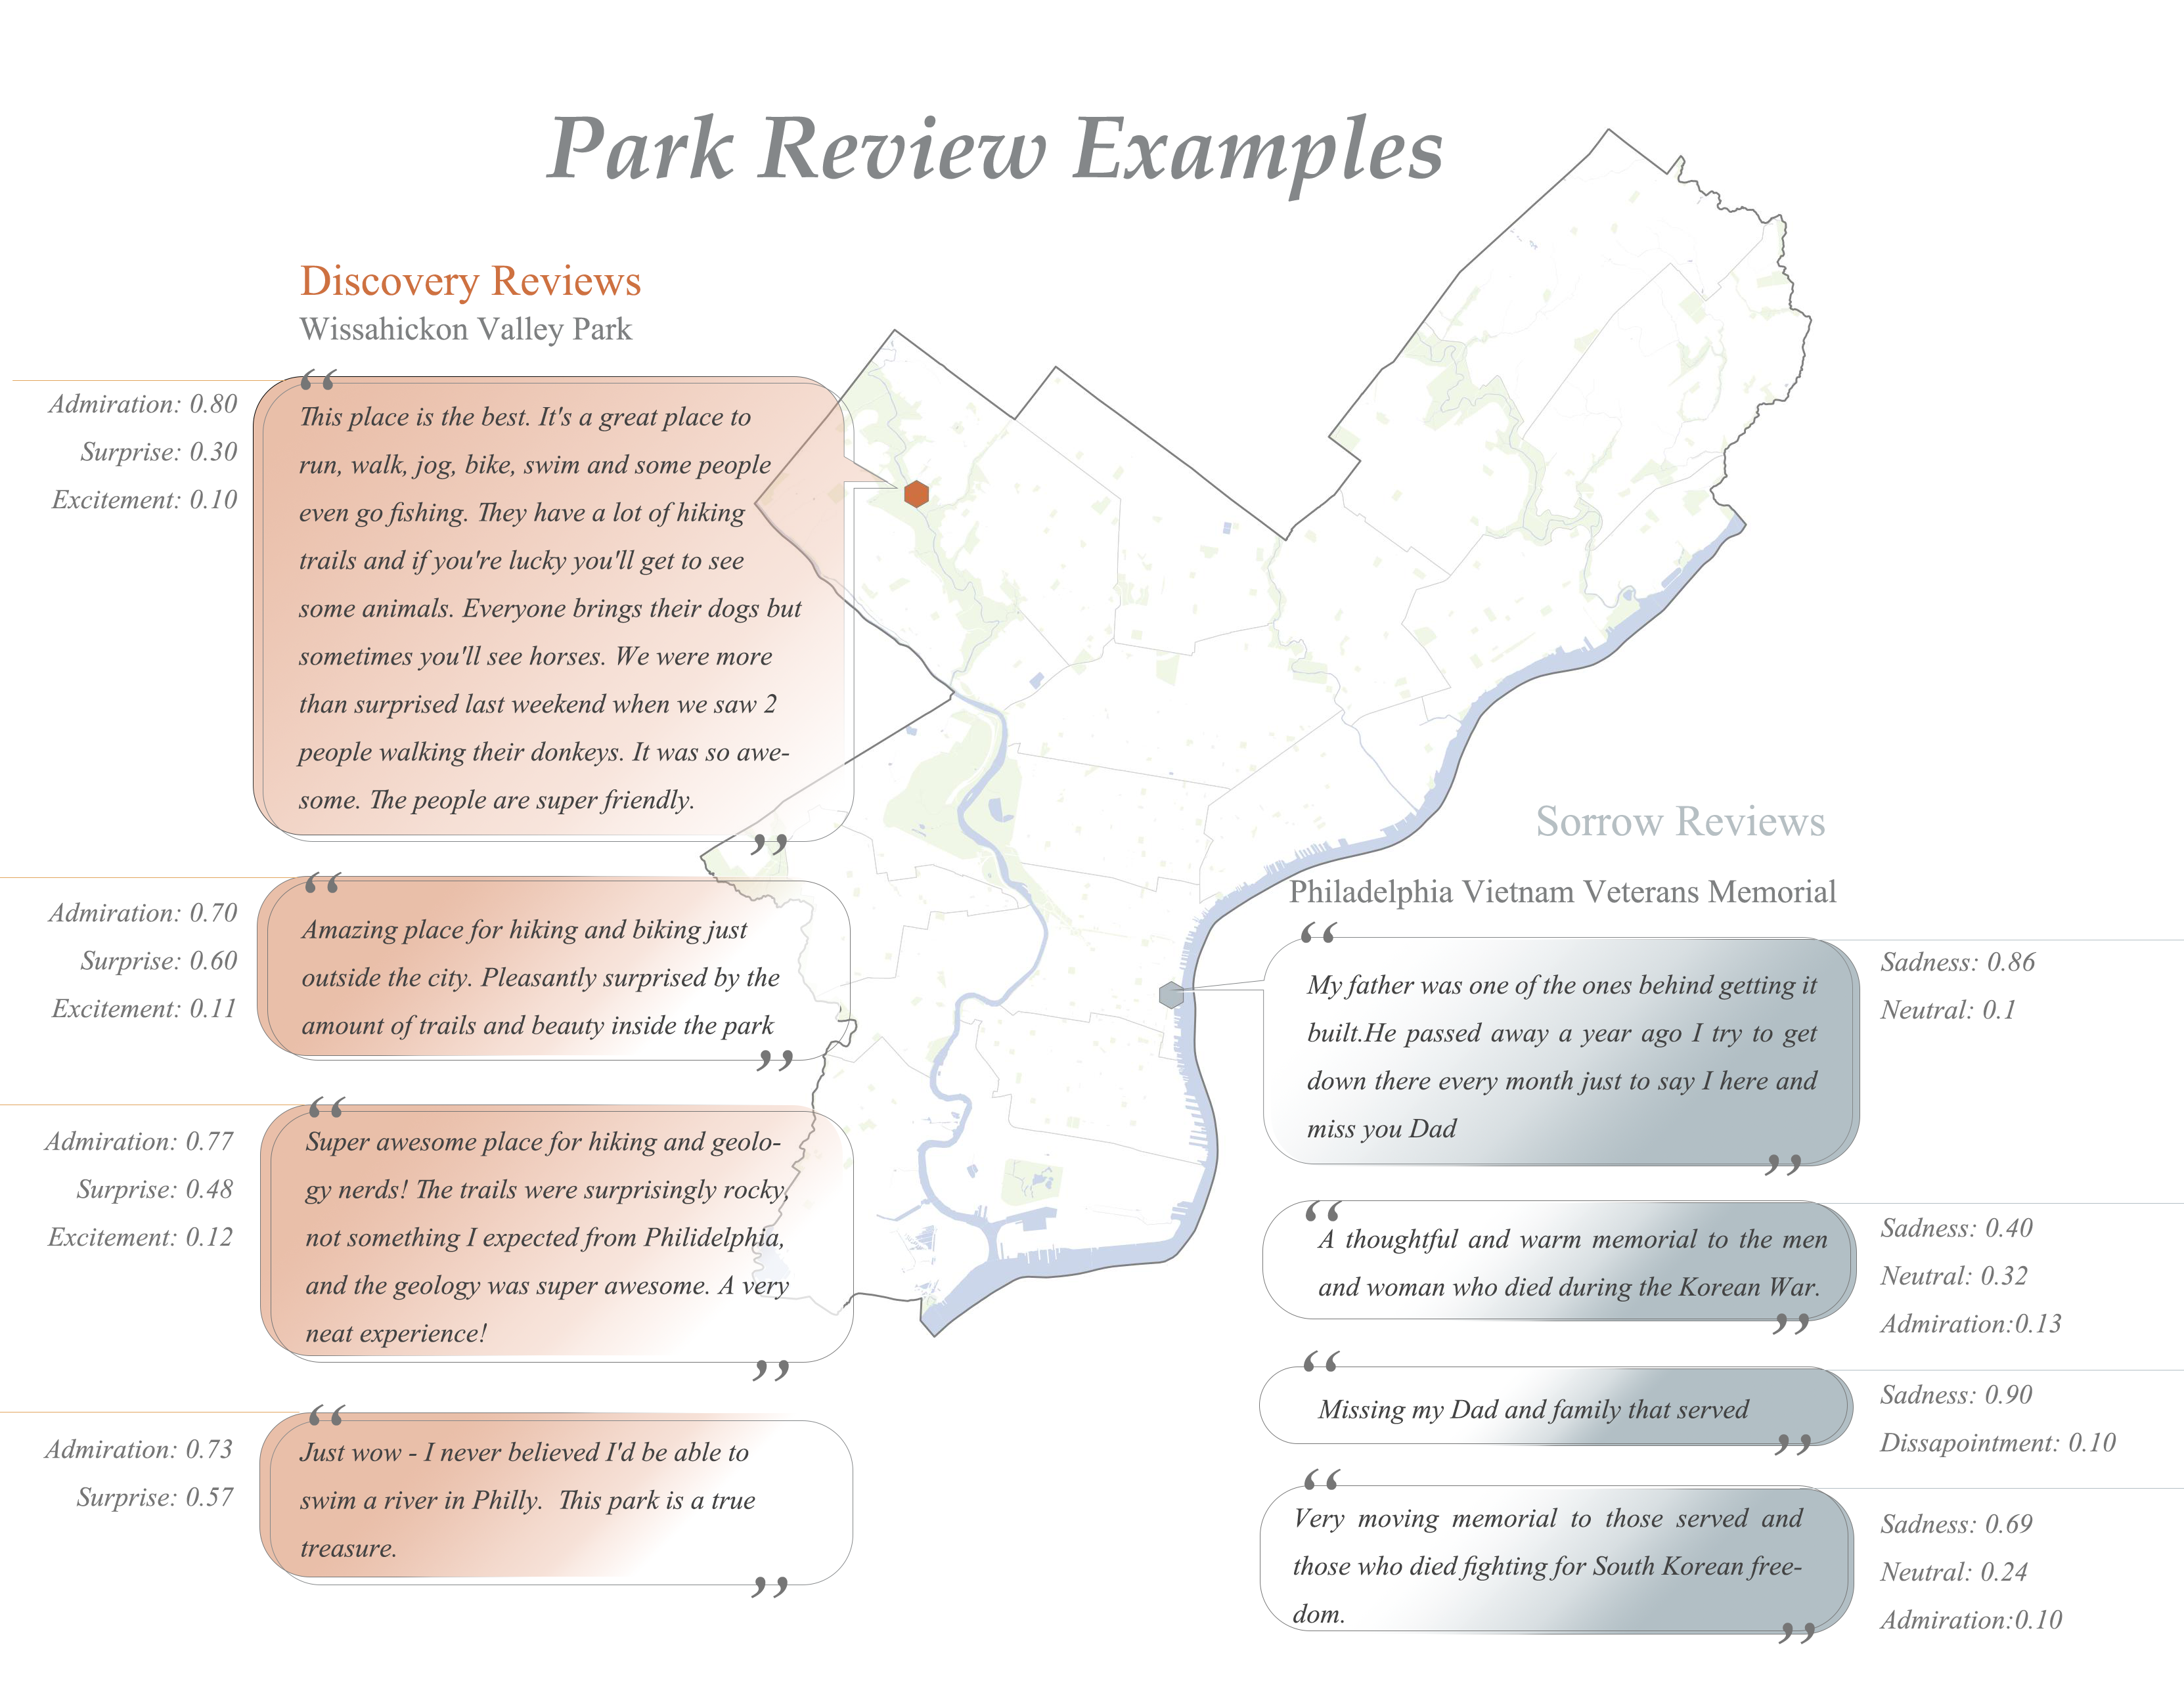 Park Review Examples
Discovery Reviews
Wissahickon Valley Park
Admiration: 0.80
Surprise: 0.30
Excitement: 0.10
“
This place is the best. It's a great place to
run, walk, jog, bike, swim and some people
even go fishing. They have a lot of hiking
trails and if you're lucky you'll get to see
some animals. Everyone brings their dogs but
sometimes you'll see horses. We were more
than surprised last weekend when we saw 2
people walking their donkeys. It was so awe-
some. The people are super friendly.
”
Admiration: 0.70
Surprise: 0.60
Excitement: 0.11
“
Amazing place for hiking and biking just
outside the city. Pleasantly surprised by the
amount of trails and beauty inside the park
”
Admiration: 0.77
Surprise: 0.48
Excitement: 0.12
“
Super awesome place for hiking and geolo-
gy nerds! The trails were surprisingly rocky,
not something I expected from Philidelphia,
and the geology was super awesome. A very
neat experience!
”
Admiration: 0.73
Surprise: 0.57
“
Just wow - I never believed I'd be able to
swim a river in Philly. This park is a true
treasure.
”
Sorrow Reviews
Philadelphia Vietnam Veterans Memorial
“
My father was one of the ones behind getting it
built.He passed away a year ago I try to get
down there every month just to say I here and
miss you Dad
”
Sadness: 0.86
Neutral: 0.1
“
A thoughtful and warm memorial to the men
and woman who died during the Korean War.
”
Sadness: 0.40
Neutral: 0.32
Admiration:0.13
“
Missing my Dad and family that served
”
Sadness: 0.90
Dissapointment: 0.10
“
Very moving memorial to those served and
those who died fighting for South Korean free-
dom.
”
Sadness: 0.69
Neutral: 0.24
Admiration:0.10